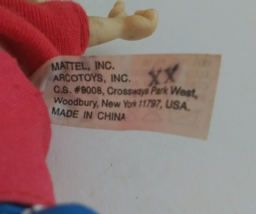 MATTEL, INC.
ARCOTOYS, INC. XX
C.S. #9008, Crossways Park West,
Woodbury, New York 11797, USA.
MADE IN CHINA